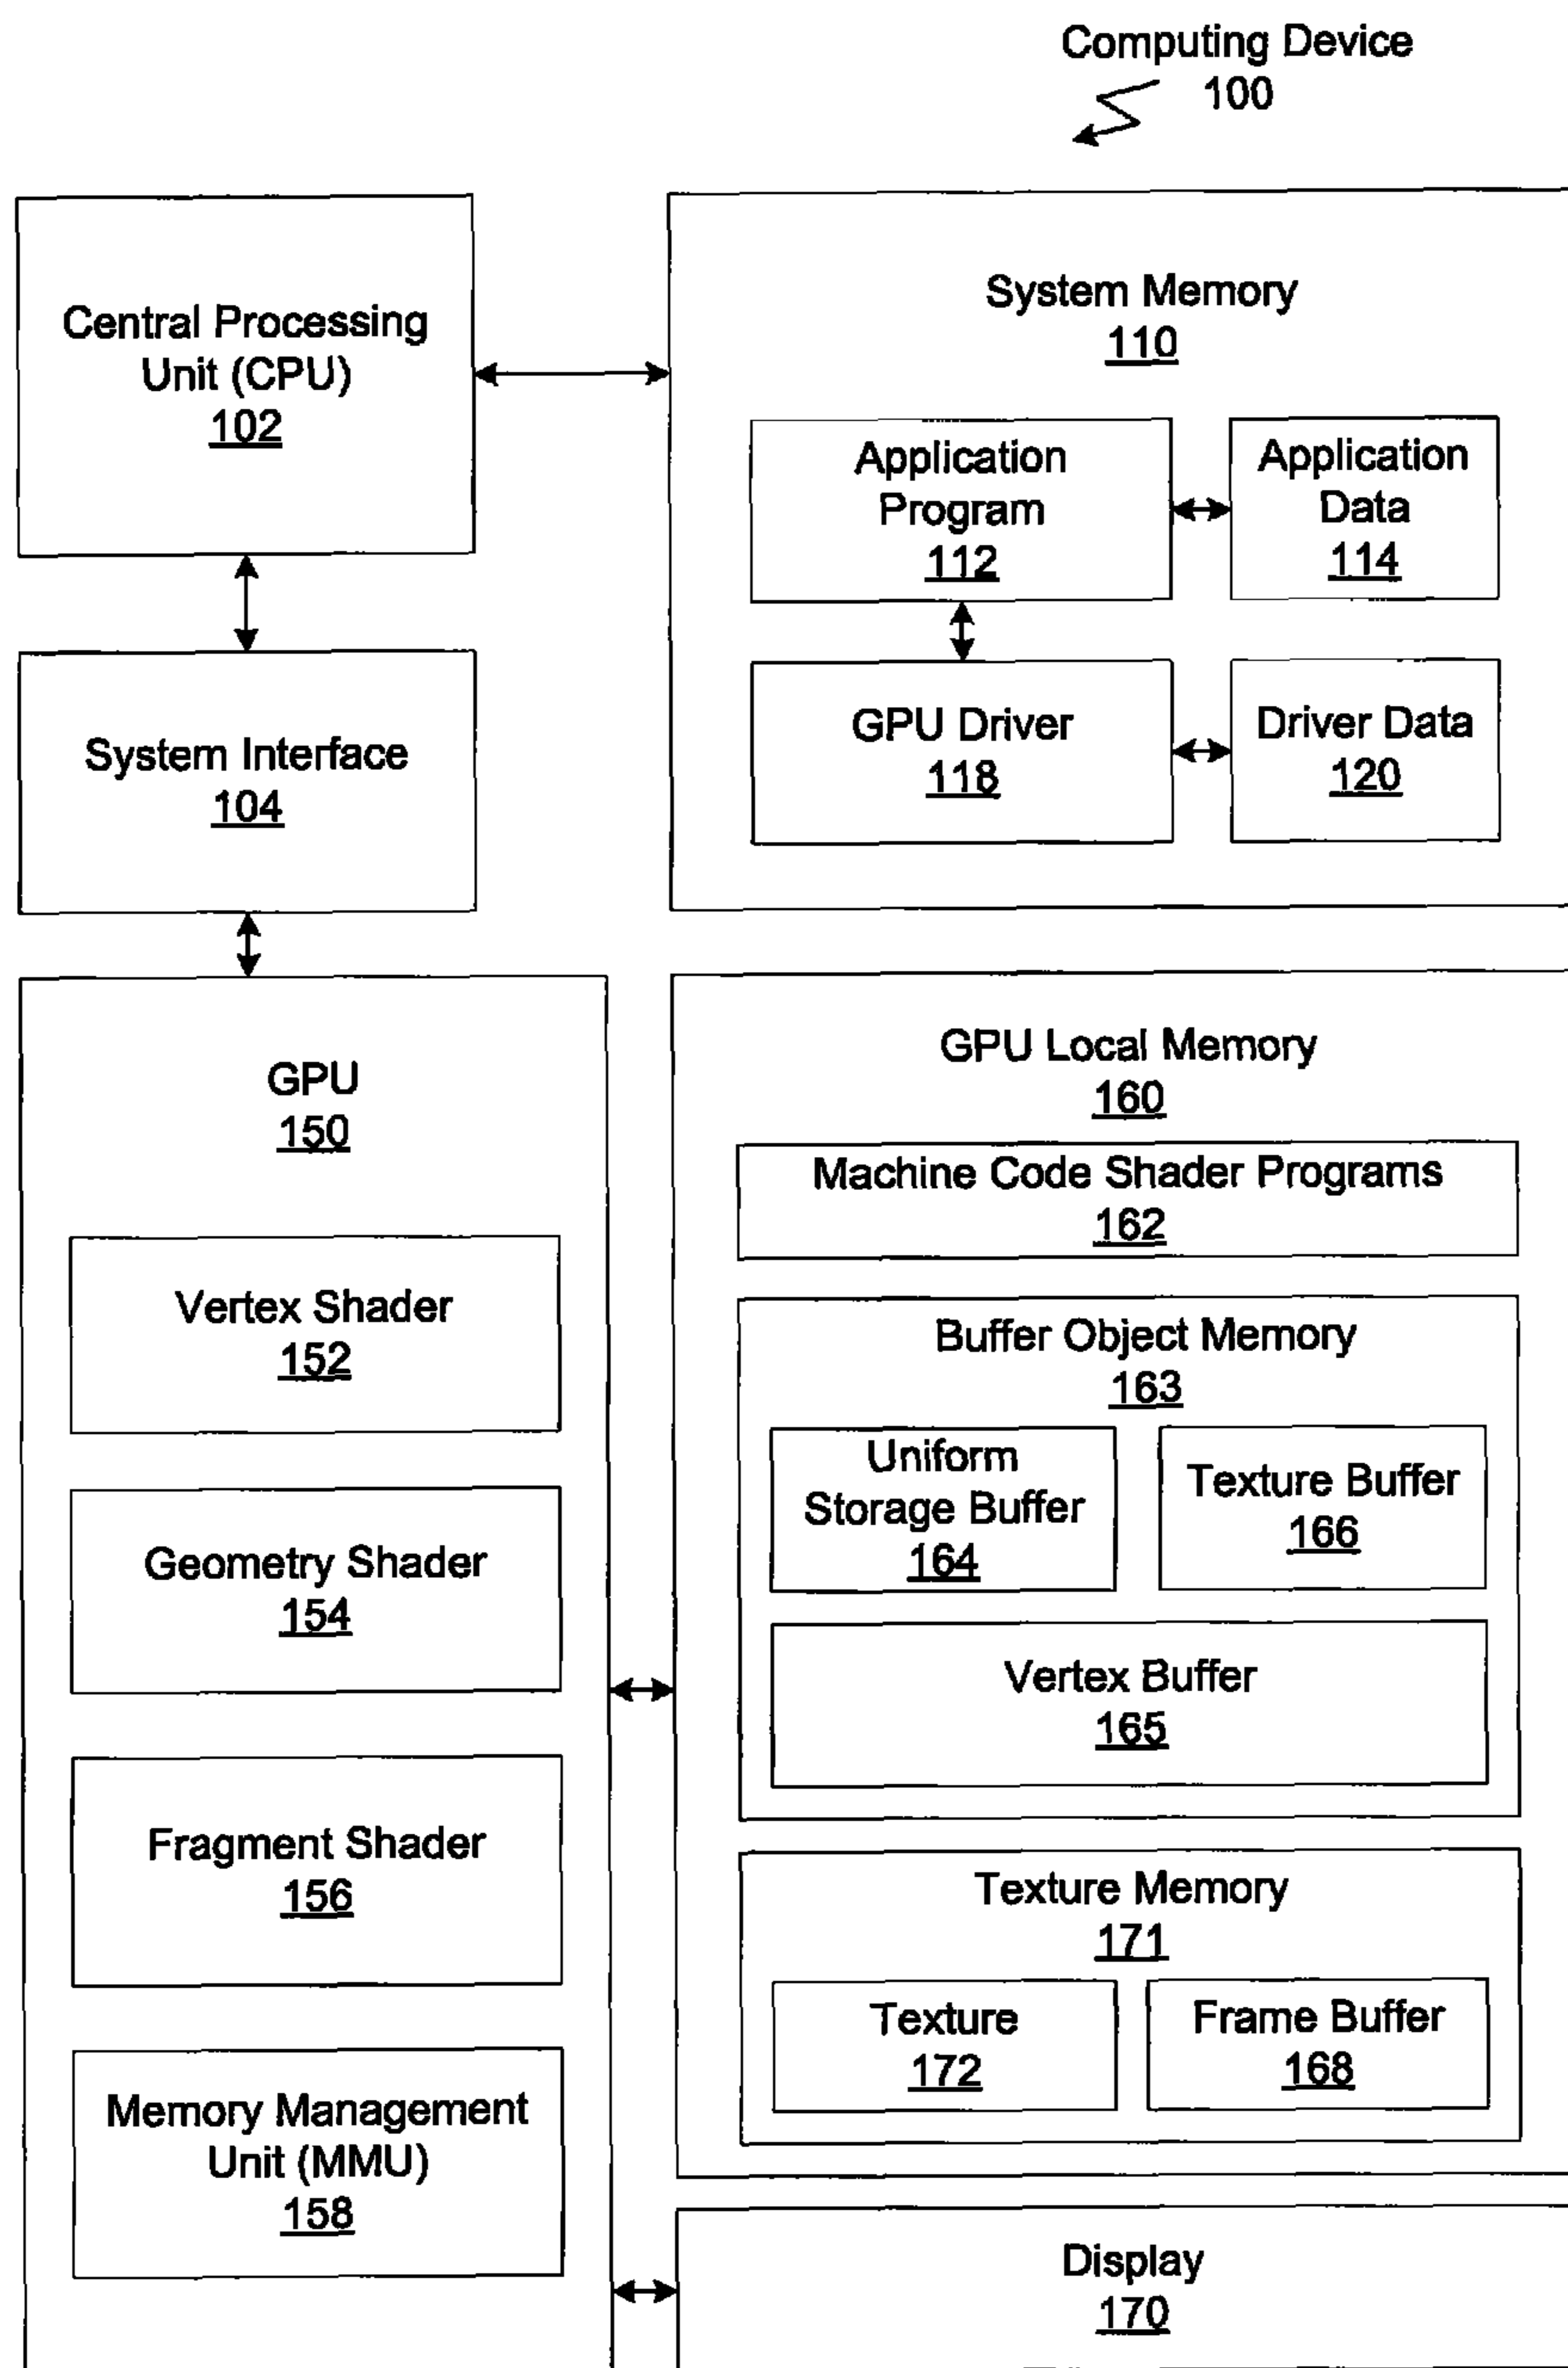 Computing Device
100
Central Processing
Unit (CPU)
102
System Memory
110
Application
Program
112
Application
Data
114
GPU Driver
118
Driver Data
120
System Interface
104
GPU
150
Vertex Shader
152
Geometry Shader
154
Fragment Shader
156
Memory Management
Unit (MMU)
158
GPU Local Memory
160
Machine Code Shader Programs
162
Buffer Object Memory
163
Uniform
Storage Buffer
164
Texture Buffer
166
Vertex Buffer
165
Texture Memory
171
Texture
172
Frame Buffer
168
Display
170